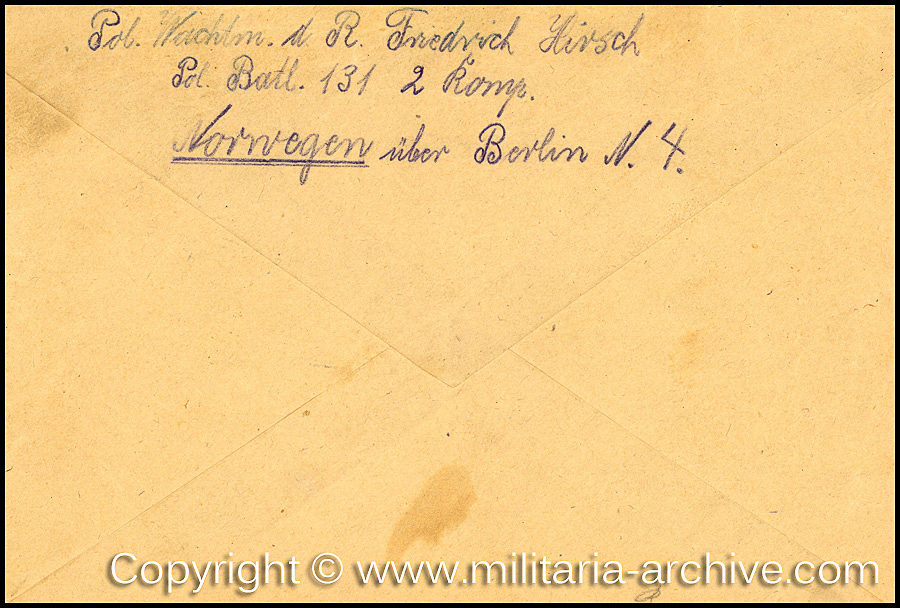 Pol. Wachtm. d. R. Friedrich Hirsch
Pol. Batl. 131 2 Komp.
Norwegen über Berlin N. 4.
Copyright © www.militaria-archive.com